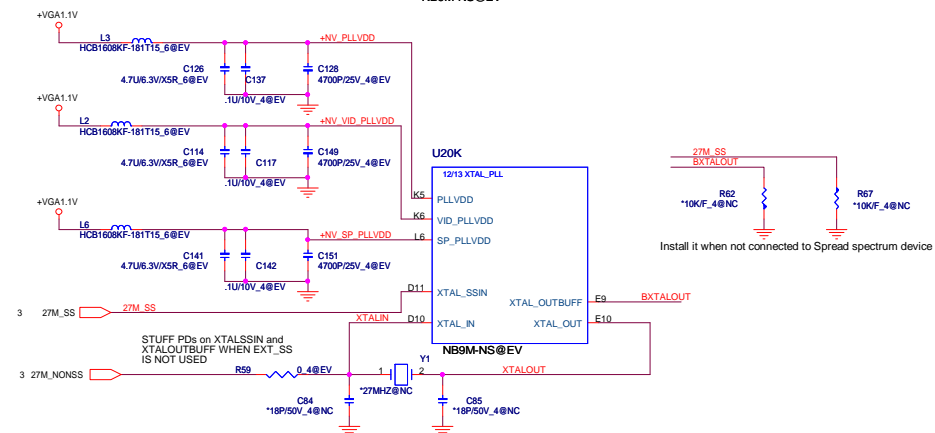 +VGA1.1V
L3
HCB1608KF-181T15_6@EV
+NV_PLLVDD
C126
4.7U/6.3V/X5R_6@EV
C137
.1U/10V_4@EV
C128
4700P/25V_4@EV
+VGA1.1V
L2
HCB1608KF-181T15_6@EV
+NV_VID_PLLVDD
C114
4.7U/6.3V/X5R_6@EV
C117
.1U/10V_4@EV
C149
4700P/25V_4@EV
+VGA1.1V
L6
HCB1608KF-181T15_6@EV
+NV_SP_PLLVDD
C141
4.7U/6.3V/X5R_6@EV
C142
.1U/10V_4@EV
C151
4700P/25V_4@EV
U20K
12/13 XTAL_PLL
K5
PLLVDD
K6
VID_PLLVDD
L6
SP_PLLVDD
D11
XTAL_SSIN
D10
XTAL_IN
XTAL_OUTBUFF
E9
BXTALOUT
XTAL_OUT
E10
NB9M-NS@EV
3 27M_SS
27M_SS
XTALIN
STUFF PDs on XTALSSIN and
XTALOUTBUFF WHEN EXT_SS
IS NOT USED
3 27M_NONSS
R59
0_4@EV
Y1
1
2
*27MHZ@NC
XTALOUT
C84
*18P/50V_4@NC
C85
*18P/50V_4@NC
27M_SS
BXTALOUT
R62
*10K/F_4@NC
R67
*10K/F_4@NC
Install it when not connected to Spread spectrum device